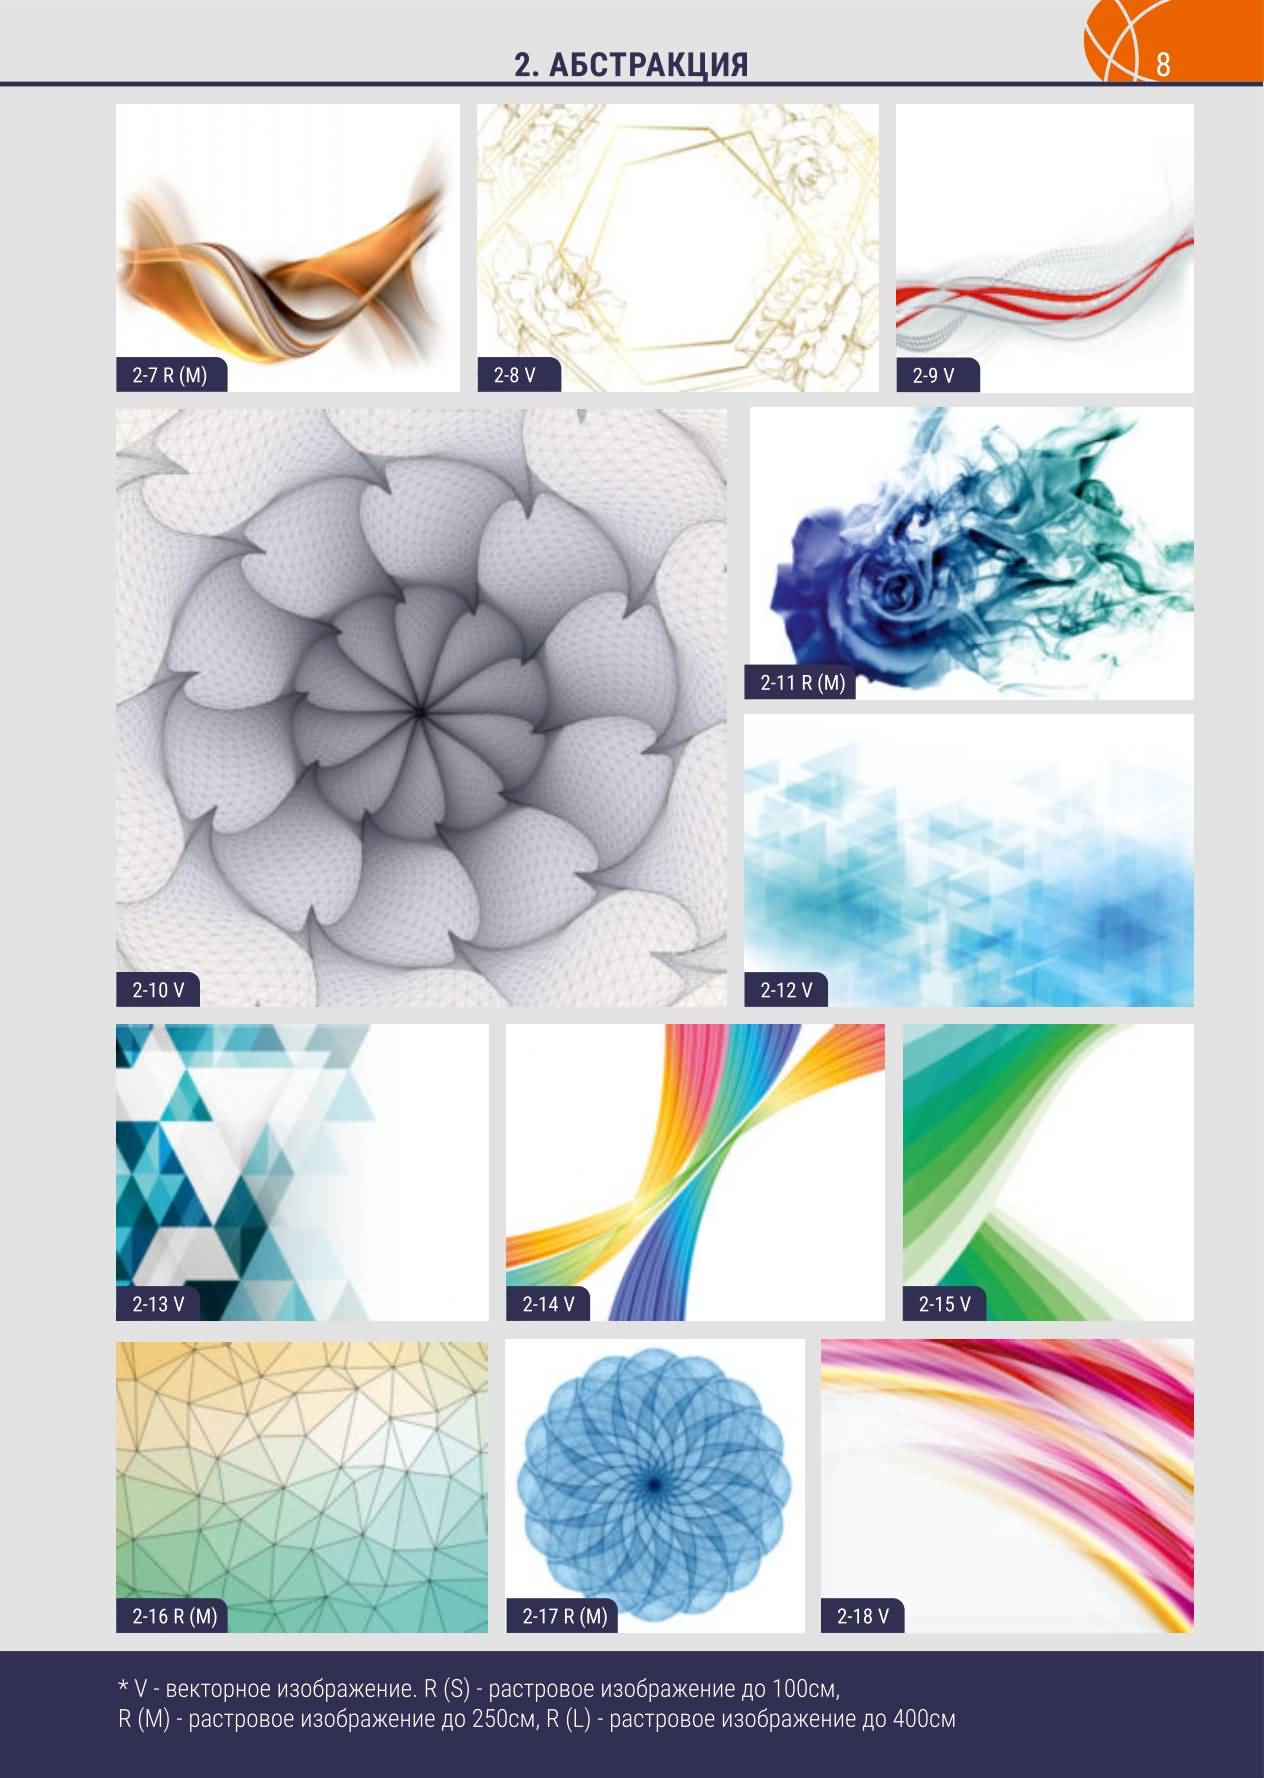 2. АБСТРАКЦИЯ
8
2-7 R (M)
2-8 V
2-9 V
2-10 V
2-11 R (M)
2-12 V
2-13 V
2-14 V
2-15 V
2-16 R (M)
2-17 R (M)
2-18 V
* V - векторное изображение. R (S) - растровое изображение до 100см,
R (M) - растровое изображение до 250см, R (L) - растровое изображение до 400см